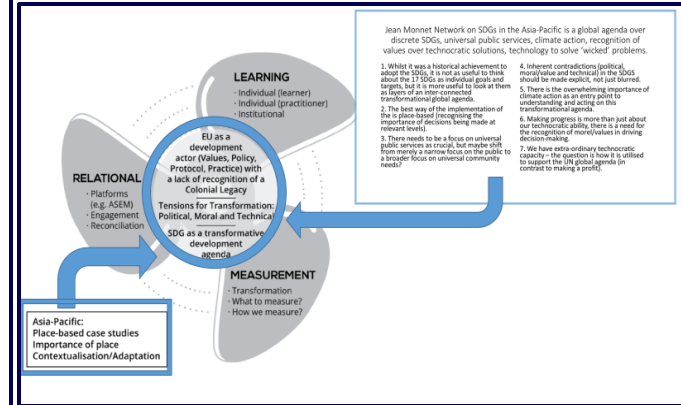 Jean Monnet Network on SDGs in the Asia-Pacific is a global agenda over
discrete SDGs, universal public services, climate action, recognition of
values over technocratic solutions, technology to solve ‘wicked’ problems.
1. Whilst it was a historical achievement to
adopt the SDGs, it is not as useful to think
about the 17 SDGs as individual goals and
targets, but it is more useful to look at them
as layers of an inter-connected
transformational global agenda.
2. The best way of the implementation of
the is place-based (recognising the
importance of decisions being made at
relevant levels).
3. There needs to be a focus on universal
public services as crucial, but maybe shift
from merely a narrow focus on the public to
a broader focus on universal community
needs?
4. Inherent contradictions (political,
moral/value and technical) in the SDGS
should be made explicit, not just blurred.
5. There is the overwhelming importance of
climate action as an entry point to
understanding and acting on this
transformational agenda.
6. Making progress is more than just about
our technocratic ability, there is a need for
the recognition of morel/values in driving
decision-making.
7. We have extra-ordinary technocratic
capacity – the question is how it is utilised
to support the UN global agenda (in
contrast to making a profit).
LEARNING
· Individual (learner)
· Individual (practitioner)
· Institutional
EU as a
development
actor (Values, Policy,
Protocol, Practice) with
a lack of recognition of a
Colonial Legacy
Tensions for Transformation:
Political, Moral and Technical
SDG as a transformative
development
agenda
RELATIONAL
· Platforms
(e.g. ASEM)
· Engagement
· Reconciliation
MEASUREMENT
· Transformation
· What to measure?
· How we measure?
Asia-Pacific:
Place-based case studies
Importance of place
Contextualisation/Adaptation